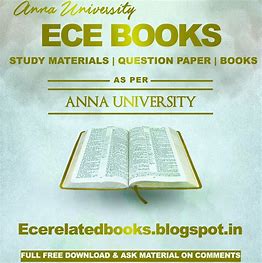 Anna University
ECE BOOKS
STUDY MATERIALS | QUESTION PAPER | BOOKS
AS PER
ANNA UNIVERSITY
Ecerelatedbooks.blogspot.in
FULL FREE DOWNLOAD & ASK MATERIAL ON COMMENTS